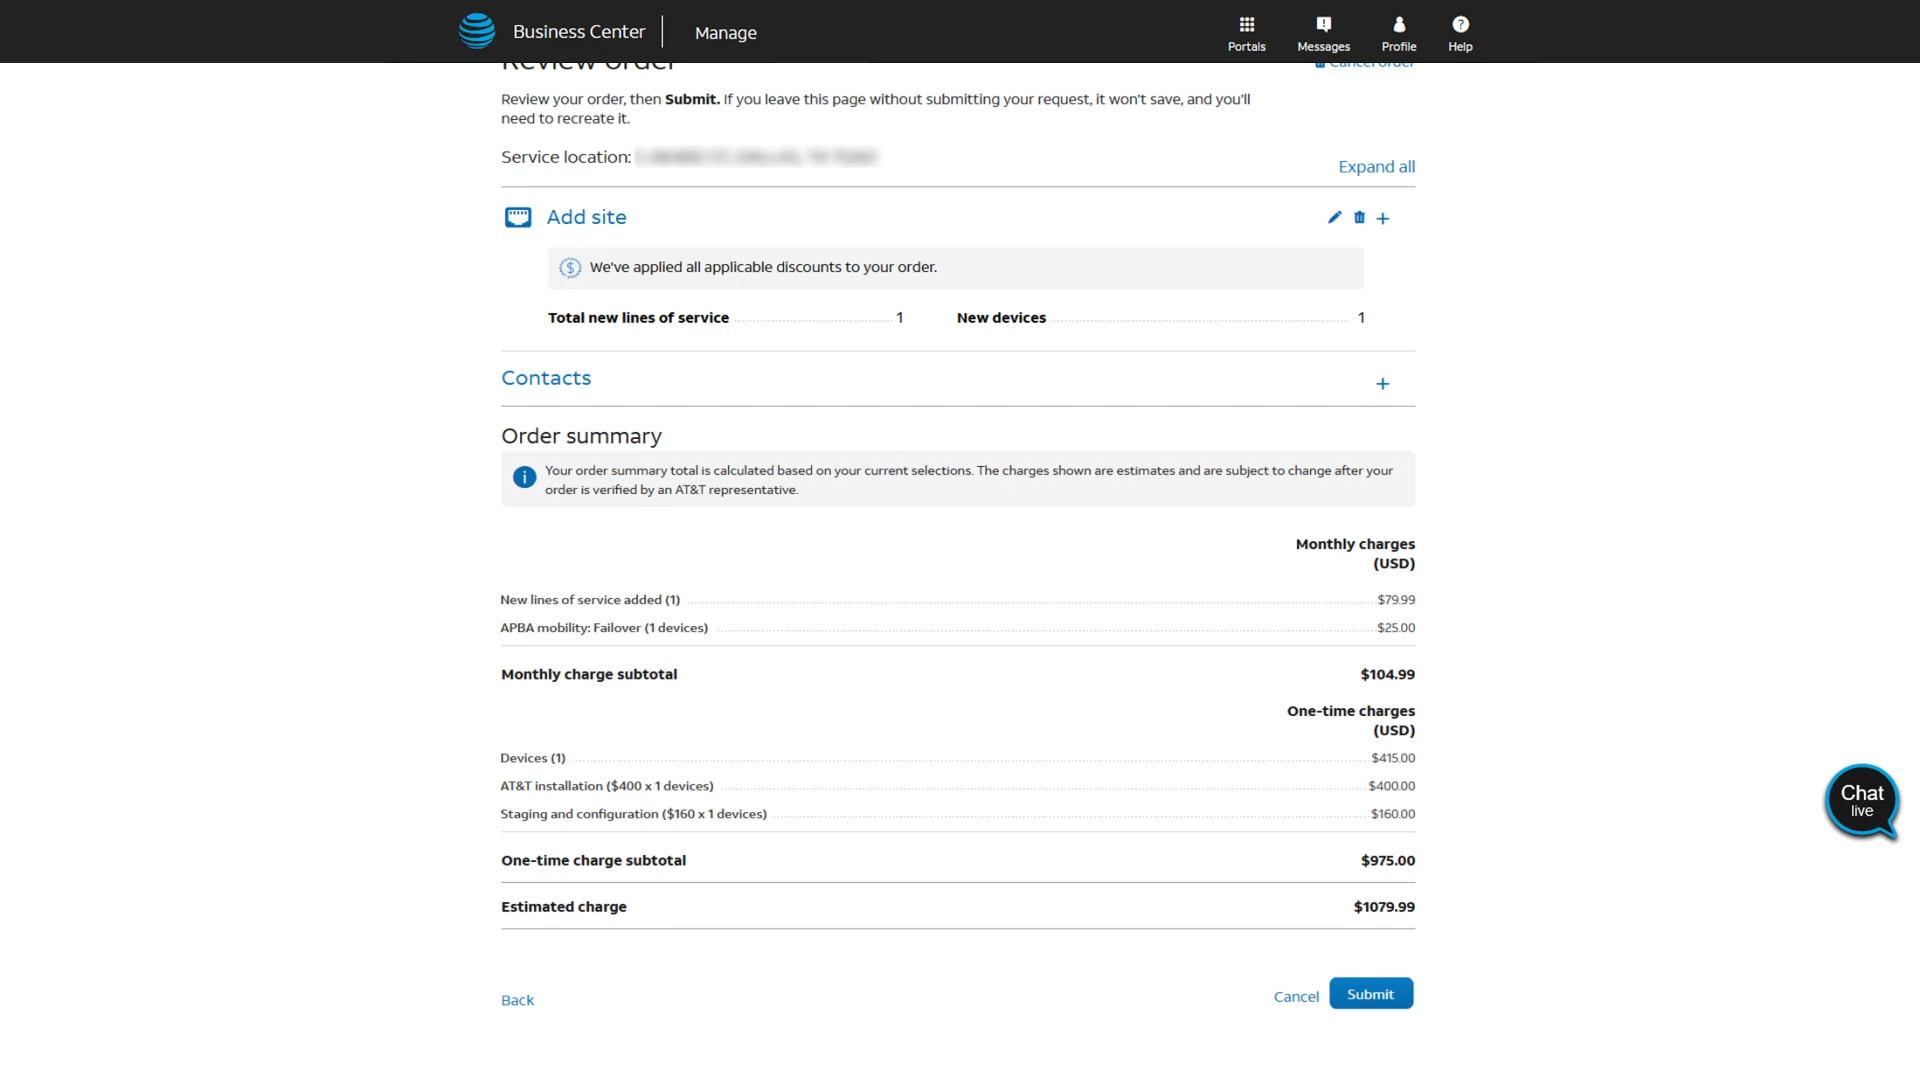 Business Center
Manage
Portals
Messages
Profile
Help
Review order
Cancel order
Review your order, then Submit. If you leave this page without submitting your request, it won't save, and you'll
need to recreate it.
Service location:
Expand all
Add site
We've applied all applicable discounts to your order.
Total new lines of service 1
New devices 1
Contacts
Order summary
Your order summary total is calculated based on your current selections. The charges shown are estimates and are subject to change after your
order is verified by an AT&T representative.
Monthly charges
(USD)
New lines of service added (1) $79.99
APBA mobility: Failover (1 devices) $25.00
Monthly charge subtotal $104.99
One-time charges
(USD)
Devices (1) $415.00
AT&T installation ($400 x 1 devices) $400.00
Staging and configuration ($160 x 1 devices) $160.00
One-time charge subtotal $975.00
Estimated charge $1079.99
Chat
live
Back
Cancel
Submit